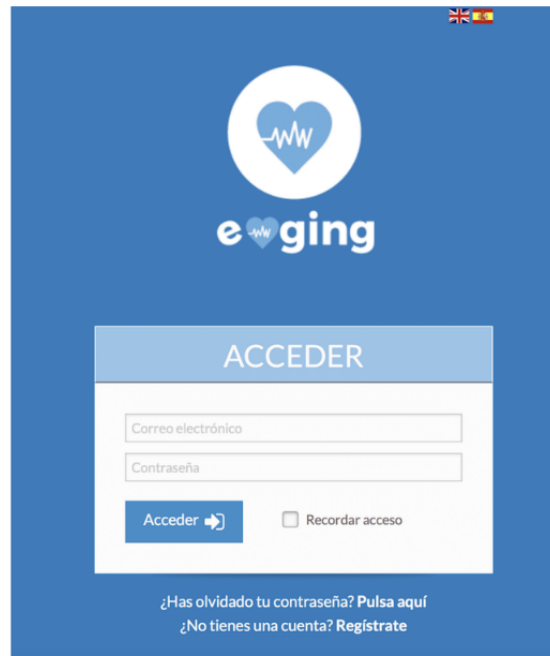 e ging
ACCEDER
Correo electrónico
Contraseña
Acceder
Recordar acceso
¿Has olvidado tu contraseña? Pulsa aquí
¿No tienes una cuenta? Regístrate